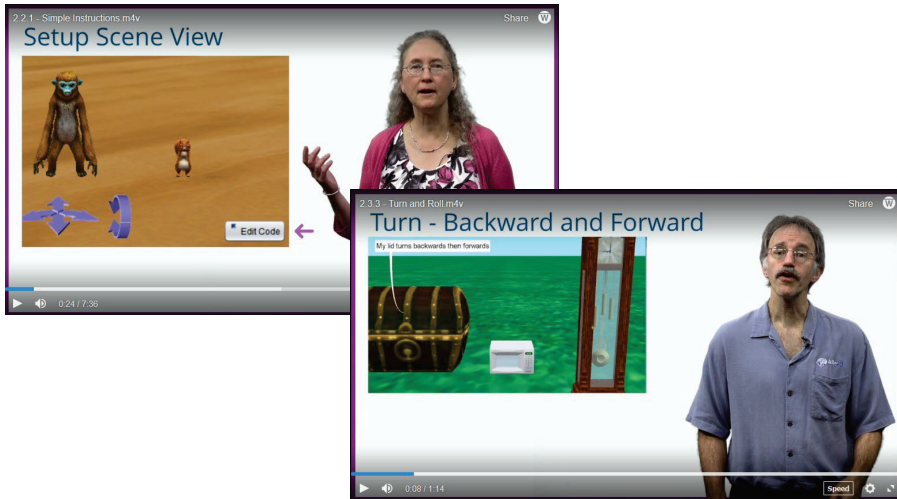 2.2.1 - Simple Instructions.m4v
Share
Setup Scene View
Edit Code
0:24 / 7:36
2.3.3 - Turn and Roll.m4v
Share
Turn - Backward and Forward
My lid turns backwards then forwards
0:08 / 1:14
Speed